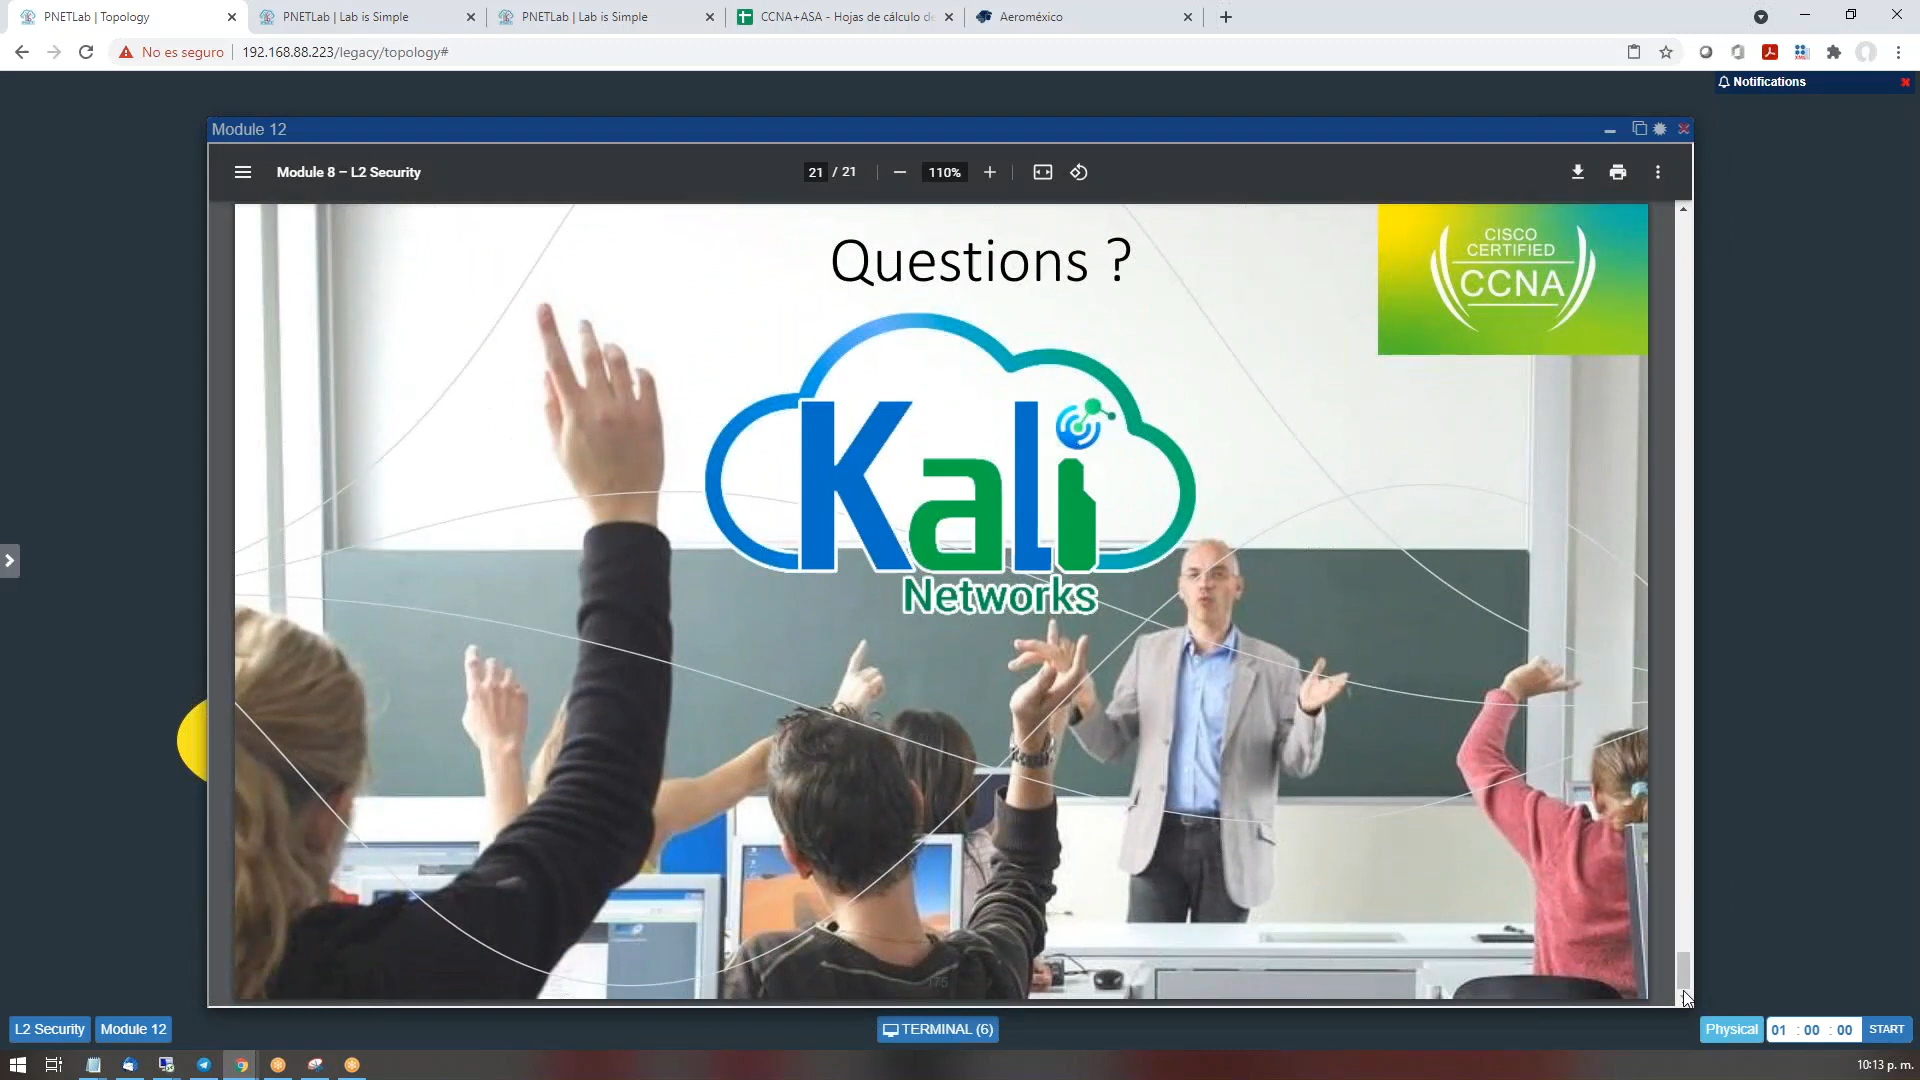 PNETLab | Topology
PNETLab | Lab is Simple
PNETLab | Lab is Simple
CCNA+ASA - Hojas de cálculo de
Aeroméxico
No es seguro
192.168.88.223/legacy/topology#
Notifications
Module 12
Module 8 – L2 Security
21 / 21
110%
Questions ?
CISCO
CERTIFIED
CCNA
Kali
Networks
175
L2 Security
Module 12
TERMINAL (6)
Physical
01 : 00 : 00
START
10:13 p. m.